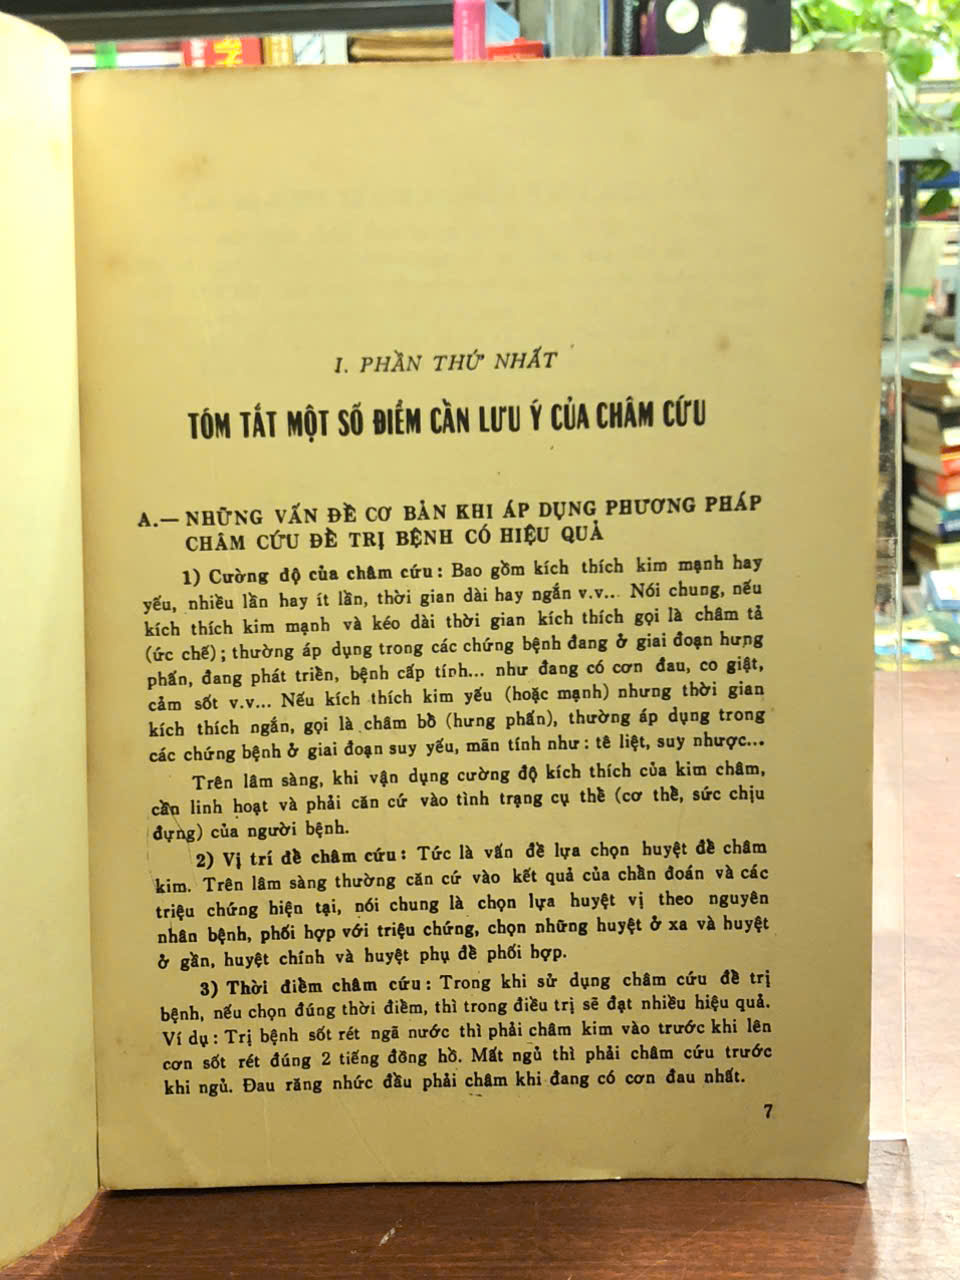 I. PHẦN THỨ NHẤT
TÓM TẮT MỘT SỐ ĐIỂM CẦN LƯU Ý CỦA CHÂM CỨU
A.— NHỮNG VẤN ĐỀ CƠ BẢN KHI ÁP DỤNG PHƯƠNG PHÁP
CHÂM CỨU ĐỂ TRỊ BỆNH CÓ HIỆU QUẢ
1) Cường độ của châm cứu : Bao gồm kích thích kim mạnh hay
yếu, nhiều lần hay ít lần, thời gian dài hay ngắn v.v... Nói chung, nếu
kích thích kim mạnh và kéo dài thời gian kích thích gọi là châm tả
(ức chế) ; thường áp dụng trong các chứng bệnh đang ở giai đoạn hưng
phấn, đang phát triển, bệnh cấp tính... như đang có cơn đau, co giật,
cảm sốt v.v... Nếu kích thích kim yếu (hoặc mạnh) nhưng thời gian
kích thích ngắn, gọi là châm bổ (hưng phấn), thường áp dụng trong
các chứng bệnh ở giai đoạn suy yếu, mãn tính như : tê liệt, suy nhược...
Trên lâm sàng, khi vận dụng cường độ kích thích của kim châm,
cần linh hoạt và phải căn cứ vào tình trạng cụ thể (cơ thể, sức chịu
đựng) của người bệnh.
2) Vị trí để châm cứu : Tức là vấn đề lựa chọn huyệt để châm
kim. Trên lâm sàng thường căn cứ vào kết quả của chẩn đoán và các
triệu chứng hiện tại, nói chung là chọn lựa huyệt vị theo nguyên
nhân bệnh, phối hợp với triệu chứng, chọn những huyệt ở xa và huyệt
ở gần, huyệt chính và huyệt phụ để phối hợp.
3) Thời điểm châm cứu : Trong khi sử dụng châm cứu để trị
bệnh, nếu chọn đúng thời điểm, thì trong điều trị sẽ đạt nhiều hiệu quả.
Ví dụ : Trị bệnh sốt rét ngã nước thì phải châm kim vào trước khi lên
cơn sốt rét đúng 2 tiếng đồng hồ. Mất ngủ thì phải châm cứu trước
khi ngủ. Đau răng nhức đầu phải châm khi đang có cơn đau nhất.
7